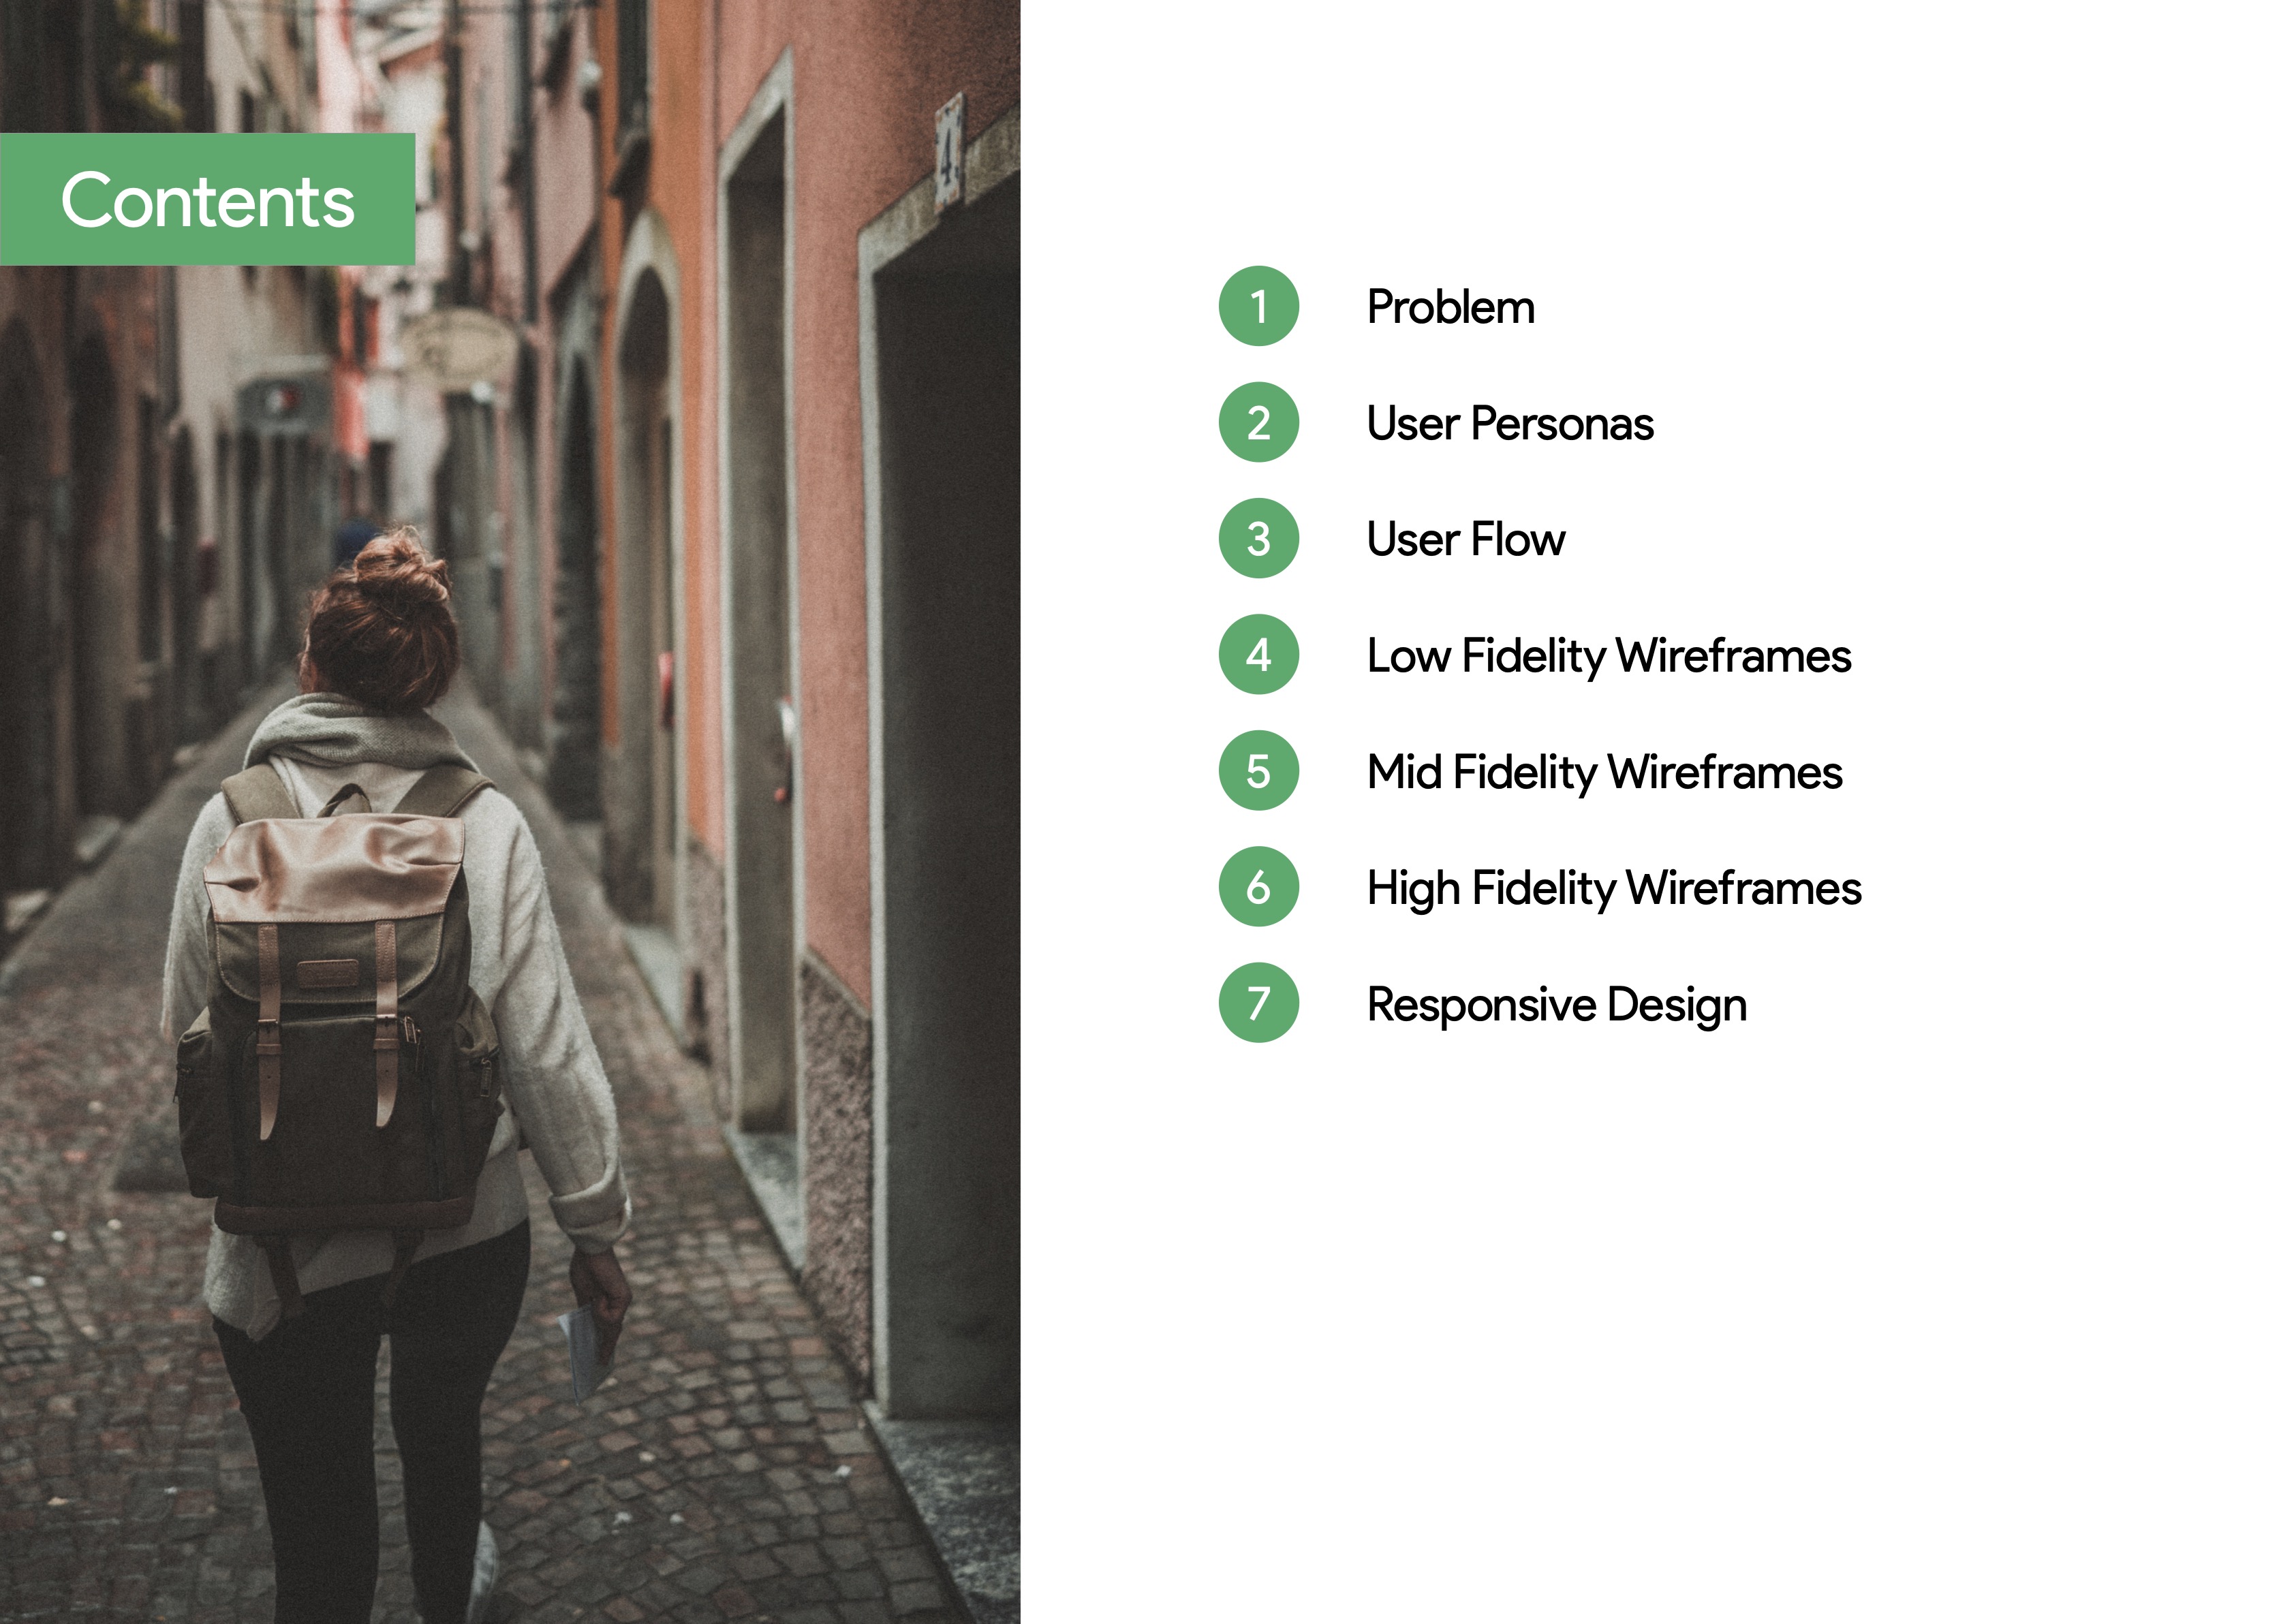 Contents
4
1 Problem
2 User Personas
3 User Flow
4 Low Fidelity Wireframes
5 Mid Fidelity Wireframes
6 High Fidelity Wireframes
7 Responsive Design